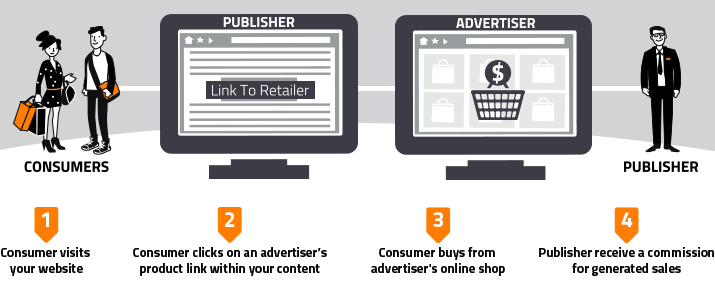 PUBLISHER
ADVERTISER
Link To Retailer
$
CONSUMERS
PUBLISHER
1
2
3
4
Consumer visits
your website
Consumer clicks on an advertiser's
product link within your content
Consumer buys from
advertiser's online shop
Publisher receive a commission
for generated sales